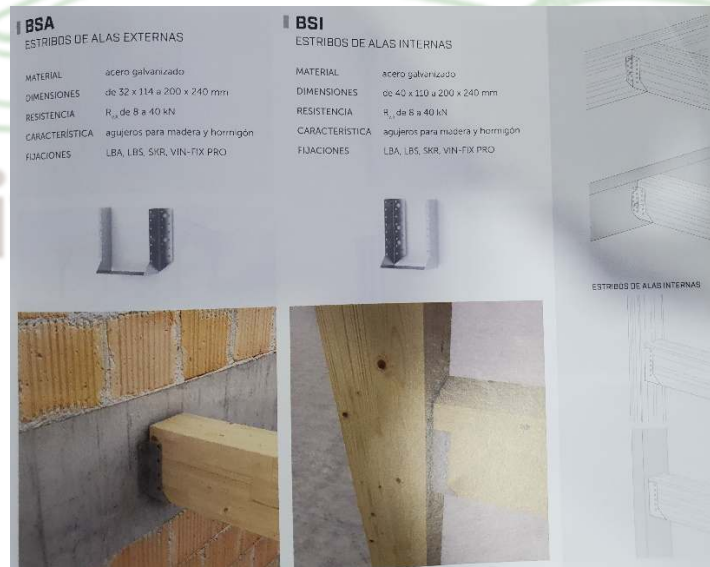 BSA
ESTRIBOS DE ALAS EXTERNAS
MATERIAL acero galvanizado
DIMENSIONES de 32 x 114 a 200 x 240 mm
RESISTENCIA de 8 a 40 kN
CARACTERÍSTICA agujeros para madera y hormigón
FIJACIONES LBA, LBS, SKR, VIN-FIX PRO
BSI
ESTRIBOS DE ALAS INTERNAS
MATERIAL acero galvanizado
DIMENSIONES de 40 x 110 a 200 x 240 mm
RESISTENCIA de 8 a 40 kN
CARACTERÍSTICA agujeros para madera y hormigón
FIJACIONES LBA, LBS, SKR, VIN-FIX PRO
ESTRIBOS DE ALAS INTERNAS